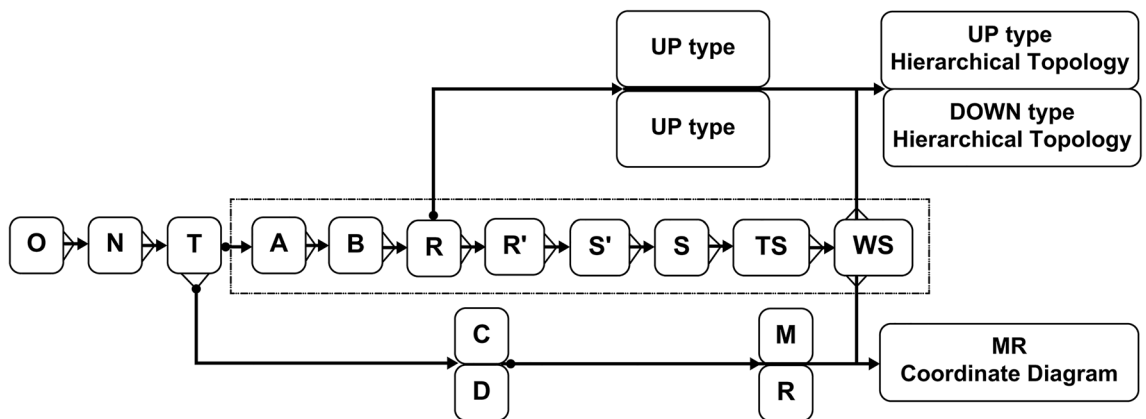 UP type
UP type
UP type
Hierarchical Topology
DOWN type
Hierarchical Topology
O
N
T
A
B
R
R'
S'
S
TS
WS
C
D
M
R
MR
Coordinate Diagram